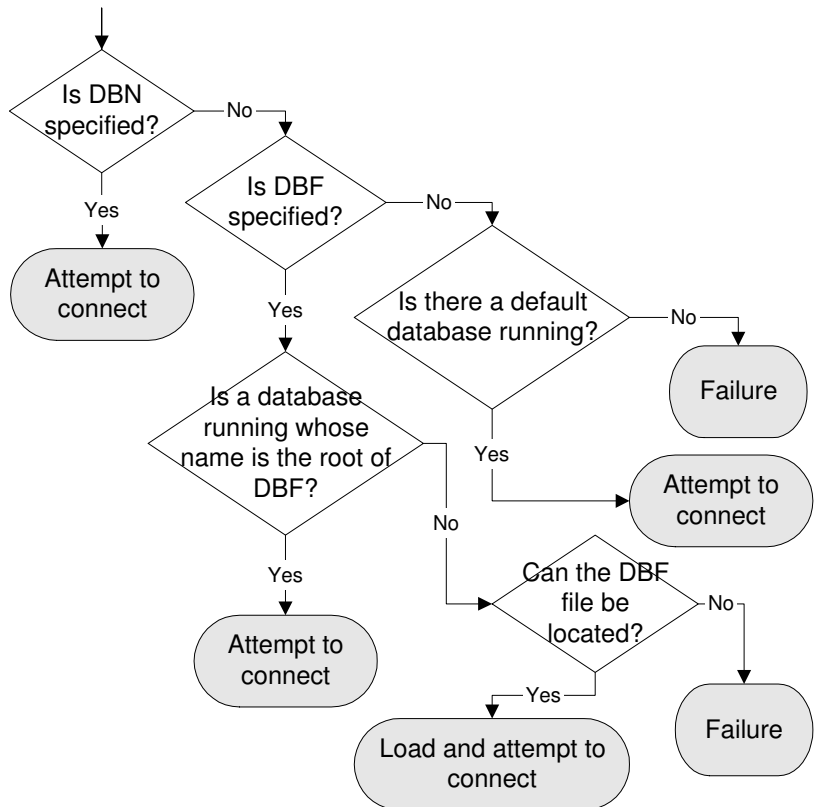 Is DBN
specified?
No
Yes
Attempt to
connect
Is DBF
specified?
No
Yes
Is there a default
database running?
No
Failure
Yes
Attempt to
connect
Is a database
running whose
name is the root of
DBF?
No
Yes
Attempt to
connect
Can the DBF
file be
located?
No
Failure
Yes
Load and attempt to
connect